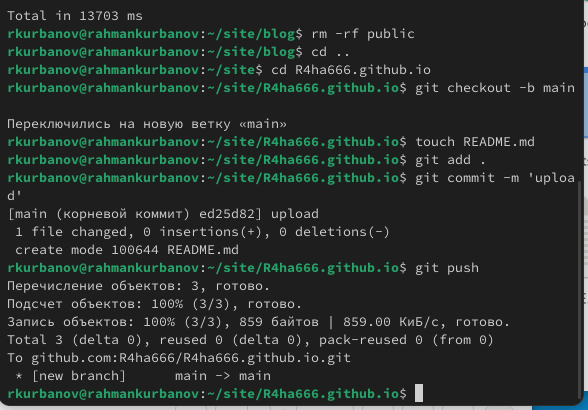 Total in 13703 ms
rkurbanov@rahmankurbanov:~/site/blog$ rm -rf public
rkurbanov@rahmankurbanov:~/site/blog$ cd ..
rkurbanov@rahmankurbanov:~/site$ cd R4ha666.github.io
rkurbanov@rahmankurbanov:~/site/R4ha666.github.io$ git checkout -b main
Переключились на новую ветку «main»
rkurbanov@rahmankurbanov:~/site/R4ha666.github.io$ touch README.md
rkurbanov@rahmankurbanov:~/site/R4ha666.github.io$ git add .
rkurbanov@rahmankurbanov:~/site/R4ha666.github.io$ git commit -m 'uploa
d'
[main (корневой коммит) ed25d82] upload
 1 file changed, 0 insertions(+), 0 deletions(-)
 create mode 100644 README.md
rkurbanov@rahmankurbanov:~/site/R4ha666.github.io$ git push
Перечисление объектов: 3, готово.
Подсчет объектов: 100% (3/3), готово.
Запись объектов: 100% (3/3), 859 байтов | 859.00 КиБ/с, готово.
Total 3 (delta 0), reused 0 (delta 0), pack-reused 0 (from 0)
To github.com:R4ha666/R4ha666.github.io.git
 * [new branch]      main -> main
rkurbanov@rahmankurbanov:~/site/R4ha666.github.io$